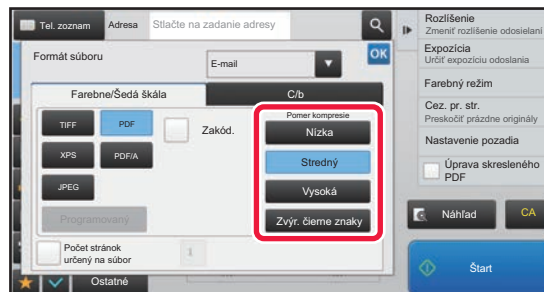 Tel. zoznam
Adresa
Stlačte na zadanie adresy
Formát súboru
E-mail
OK
Farebne/Šedá škála
C/b
TIFF
PDF
Zakód.
XPS
PDF/A
JPEG
Programovaný
Pomer kompresie
Nízka
Stredný
Vysoká
Zvýr. čierne znaky
Počet stránok
určený na súbor
1
Ostatné
Rozlíšenie
Zmeniť rozlíšenie odosielaní
Expozícia
Určiť expozíciu odoslania
Farebný režim
Cez. pr. str.
Preskočiť prázdne originály
Nastavenie pozadia
Úprava skresleného
PDF
Náhľad
CA
Štart